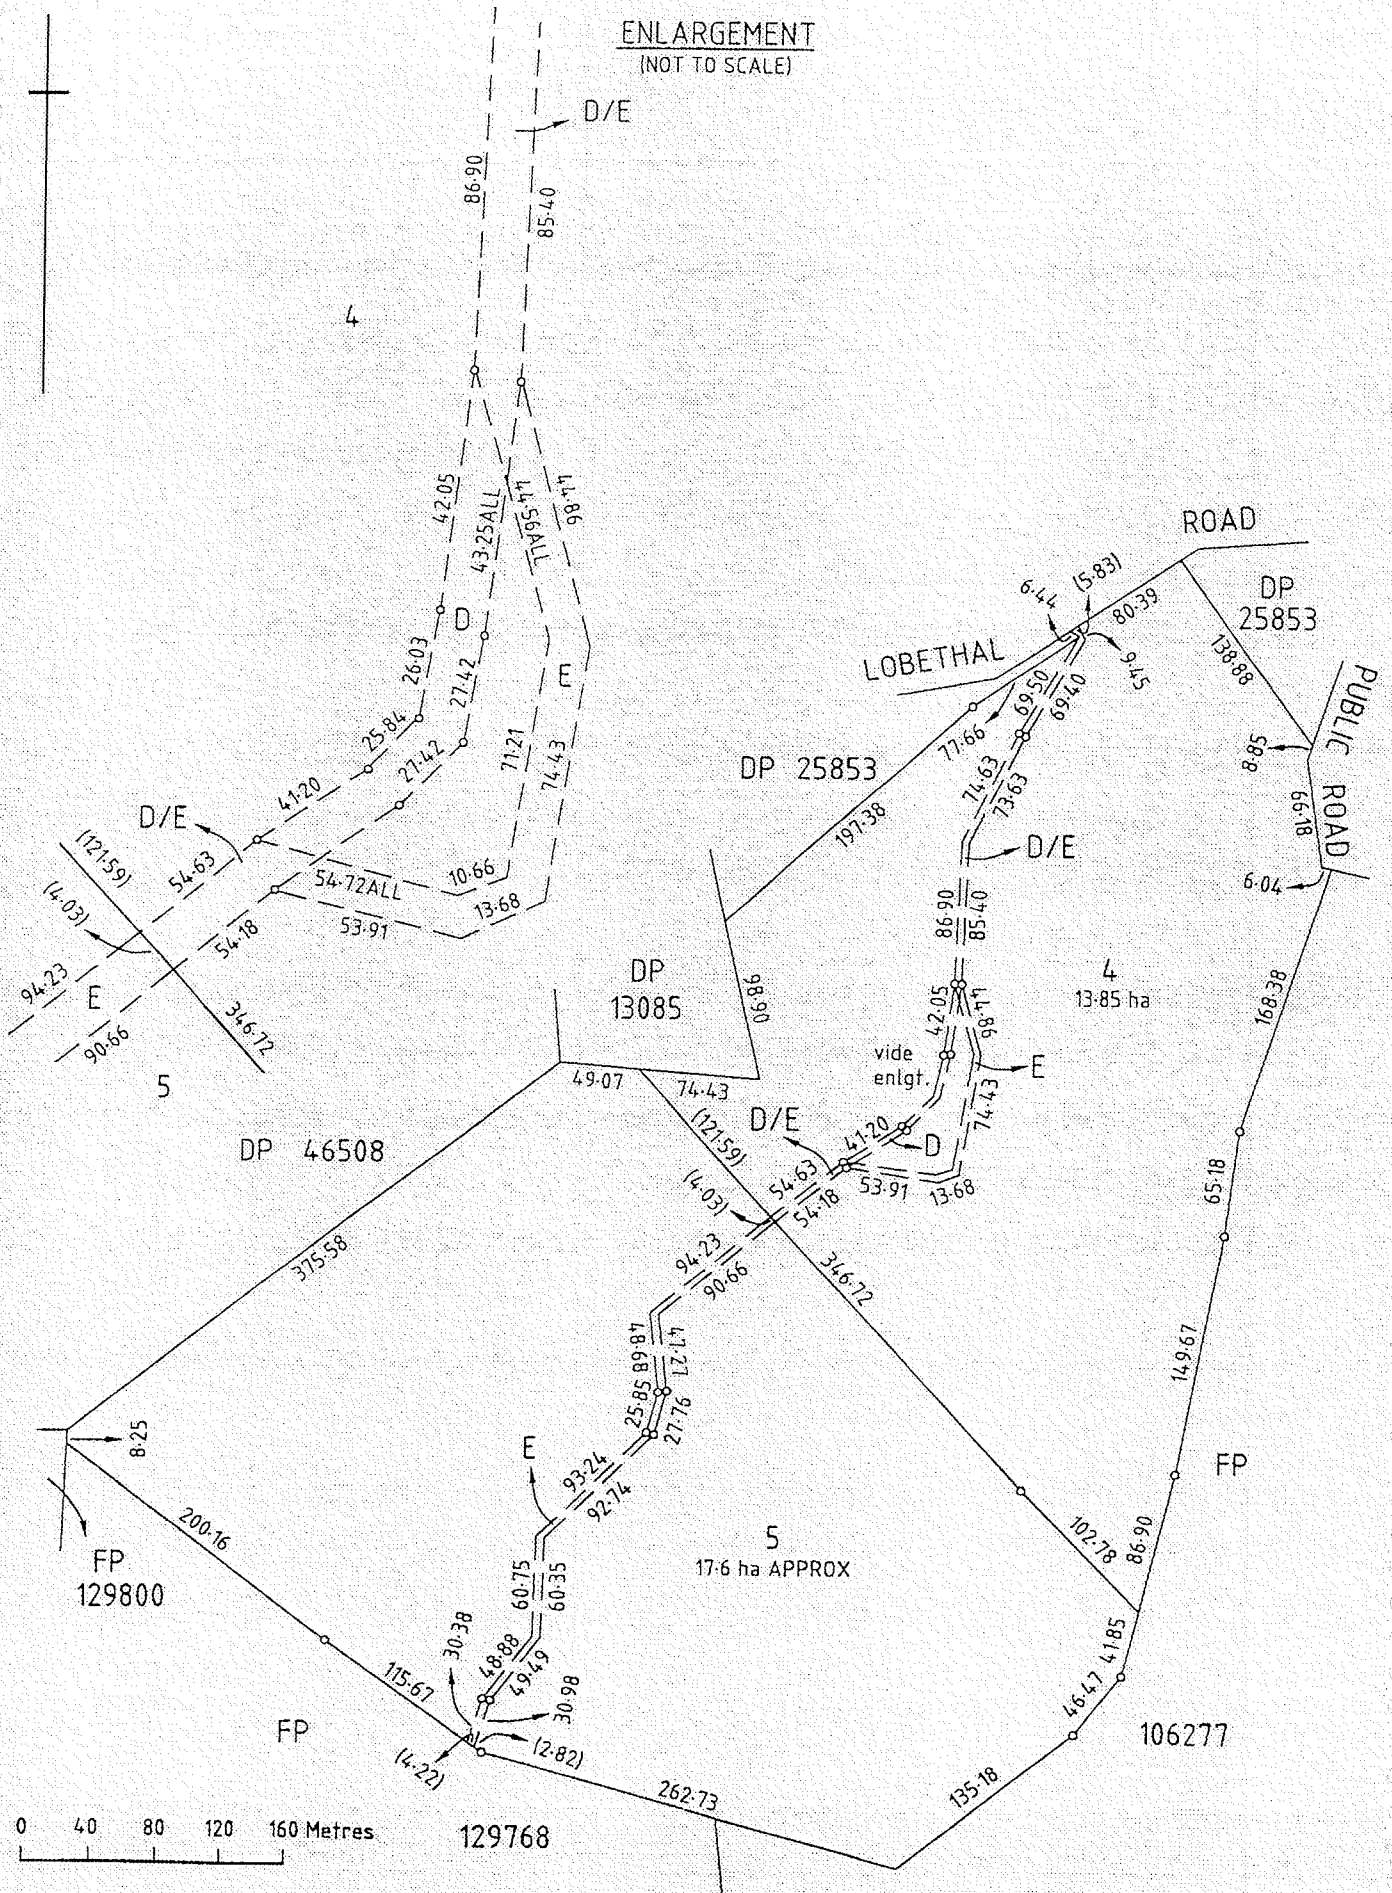 ENLARGEMENT
(NOT TO SCALE)
D/E
86·90
85·40
4
42·05
43·25ALL
44·56ALL
44·86
D
E
26·03
27·42
25·84
27·42
71·21
74·43
41·20
D/E
54·63
(121·59)
(4·03)
54·72ALL
10·66
53·91
13·68
54·18
94·23
E
90·66
346·72
5
ROAD
DP
25853
6·44
(5·83)
80·39
LOBETHAL
9·45
138·88
PUBLIC
ROAD
69·50
69·40
77·66
8·85
66·18
DP 25853
74·63
73·63
197·38
D/E
6·04
86·90
85·40
DP
13085
98·90
4
13·85 ha
168·38
42·05
44·86
vide
enlgt.
E
49·07
74·43
74·43
D/E
41·20
D
(121·59)
DP 46508
54·63
53·91
13·68
65·18
(4·03)
54·18
375·58
94·23
90·66
346·72
48·68
47·27
149·67
25·85
27·76
8·25
E
93·24
92·74
FP
200·16
5
17·6 ha APPROX
102·78
86·90
FP
129800
60·75
60·35
30·38
48·88
49·49
41·85
115·67
30·98
46·47
FP
(4·22)
(2·82)
106277
262·73
135·18
0 40 80 120 160 Metres
129768